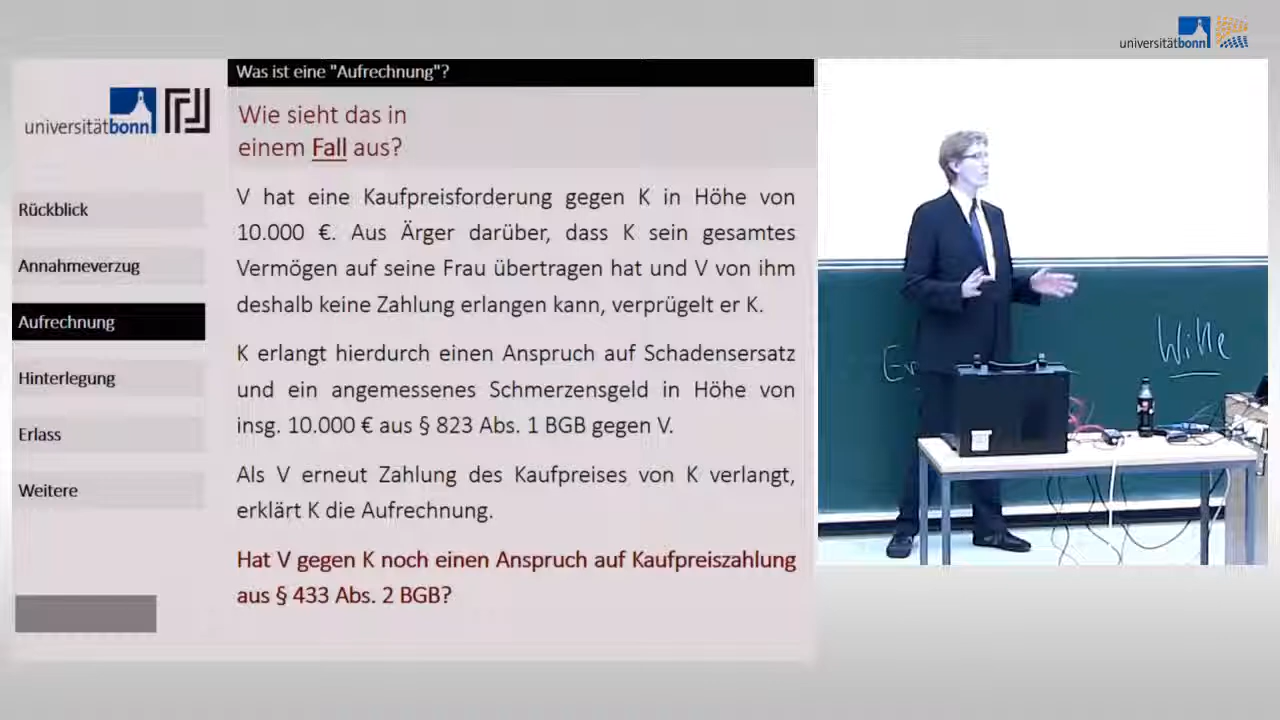 universitätbonn
Was ist eine "Aufrechnung"?
universitätbonn
Wie sieht das in
einem Fall aus?
Rückblick
Annahmeverzug
Aufrechnung
Hinterlegung
Erlass
Weitere
V hat eine Kaufpreisforderung gegen K in Höhe von
10.000 €. Aus Ärger darüber, dass K sein gesamtes
Vermögen auf seine Frau übertragen hat und V von ihm
deshalb keine Zahlung erlangen kann, verprügelt er K.
K erlangt hierdurch einen Anspruch auf Schadensersatz
und ein angemessenes Schmerzensgeld in Höhe von
insg. 10.000 € aus § 823 Abs. 1 BGB gegen V.
Als V erneut Zahlung des Kaufpreises von K verlangt,
erklärt K die Aufrechnung.
Hat V gegen K noch einen Anspruch auf Kaufpreiszahlung
aus § 433 Abs. 2 BGB?
Wille